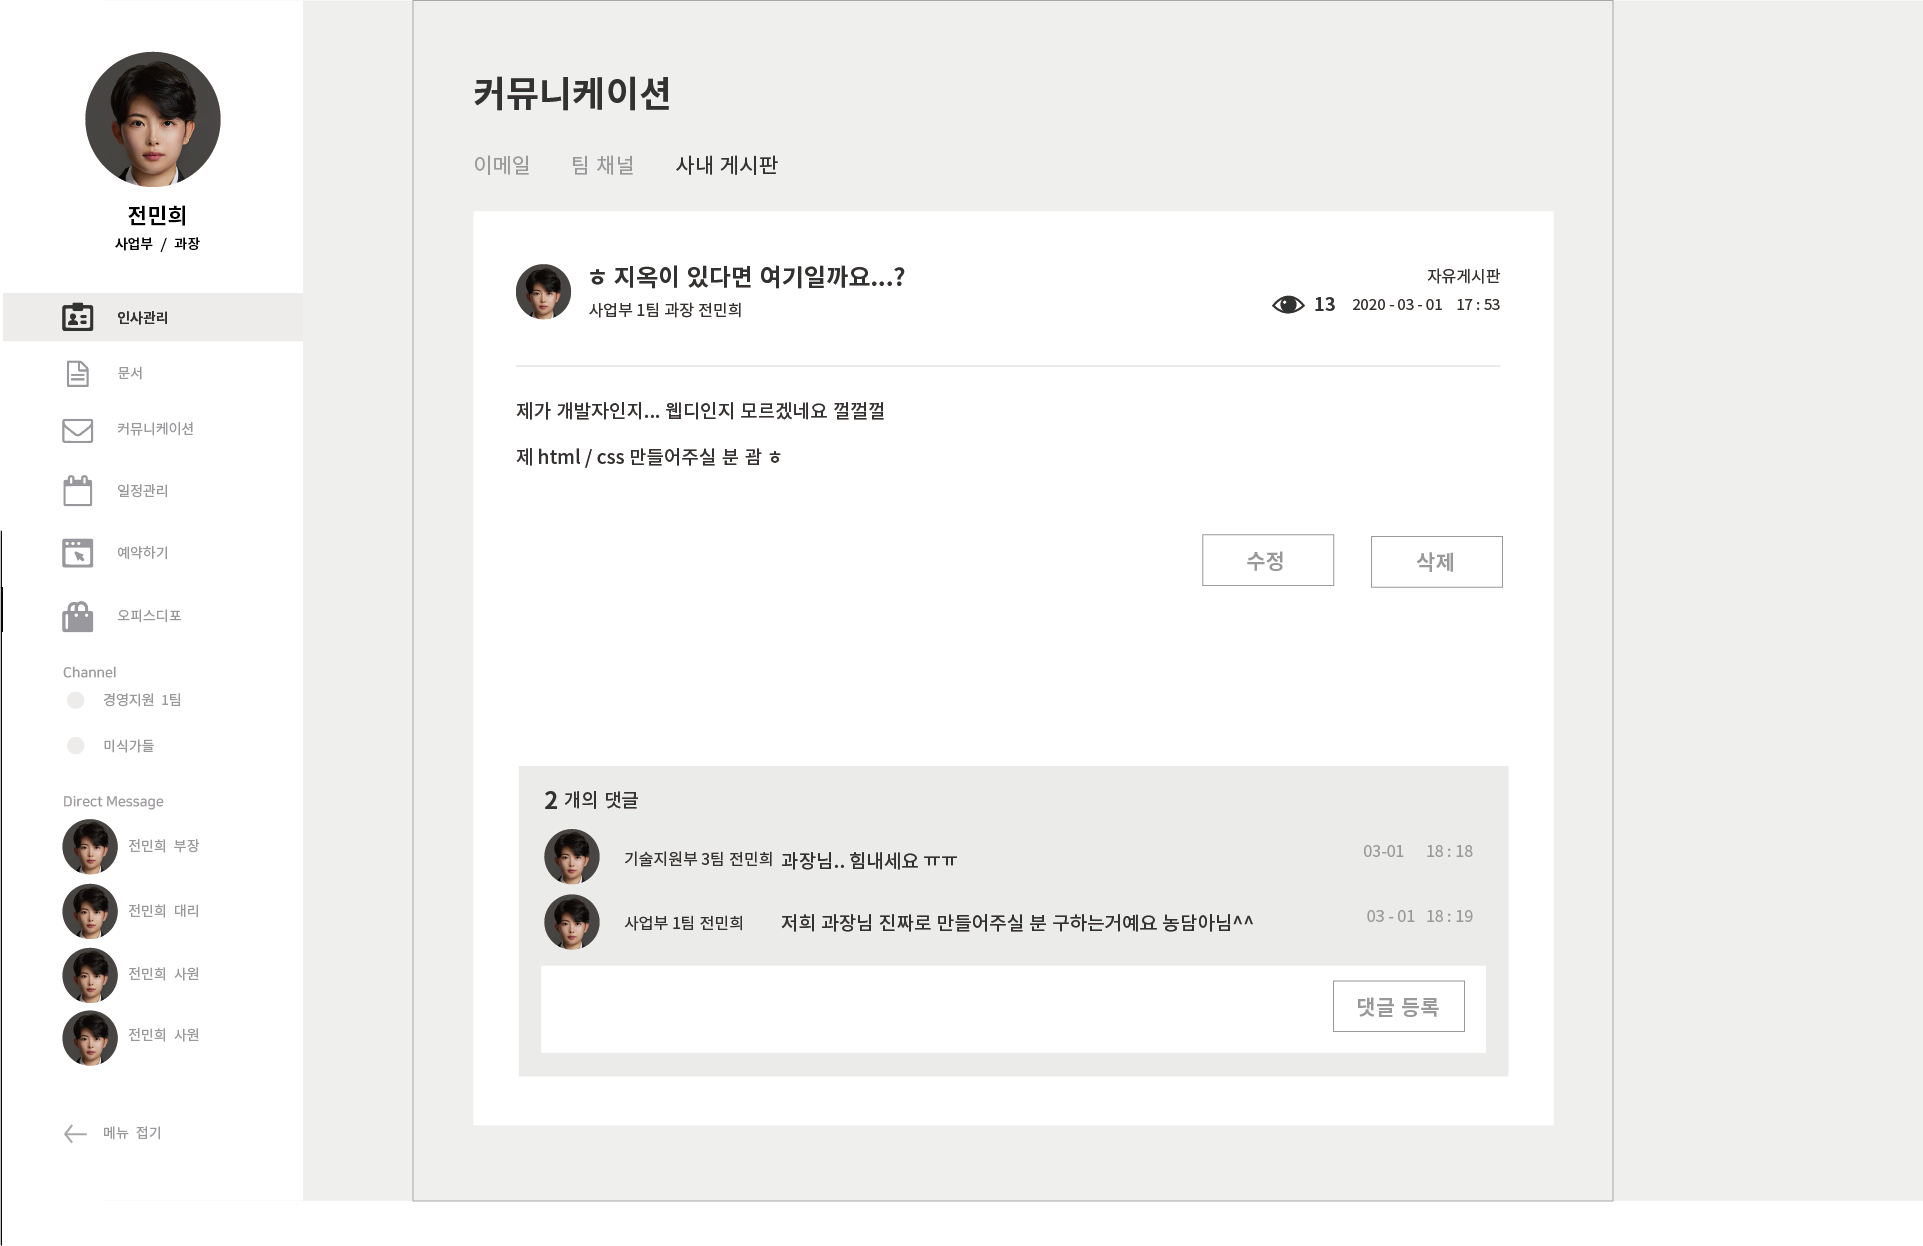 전민희
사업부 / 과장
인사관리
문서
커뮤니케이션
일정관리
예약하기
오피스디포
Channel
경영지원 1팀
미식가들
Direct Message
전민희 부장
전민희 대리
전민희 사원
전민희 사원
메뉴 접기
커뮤니케이션
이메일 팀 채널 사내 게시판
ㅎ 지옥이 있다면 여기일까요...?
사업부 1팀 과장 전민희
자유게시판
13 2020 - 03 - 01 17 : 53
제가 개발자인지... 웹디인지 모르겠네요 껄껄껄
제 html / css 만들어주실 분 괌 ㅎ
수정 삭제
2 개의 댓글
기술지원부 3팀 전민희 과장님.. 힘내세요 ㅠㅠ 03-01 18 : 18
사업부 1팀 전민희 저희 과장님 진짜로 만들어주실 분 구하는거예요 농담아님^^ 03 - 01 18 : 19
댓글 등록